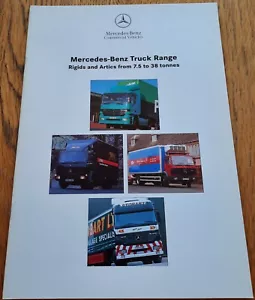 Mercedes-Benz
Commercial Vehicles
Mercedes-Benz Truck Range
Rigids and Artics from 7.5 to 38 tonnes